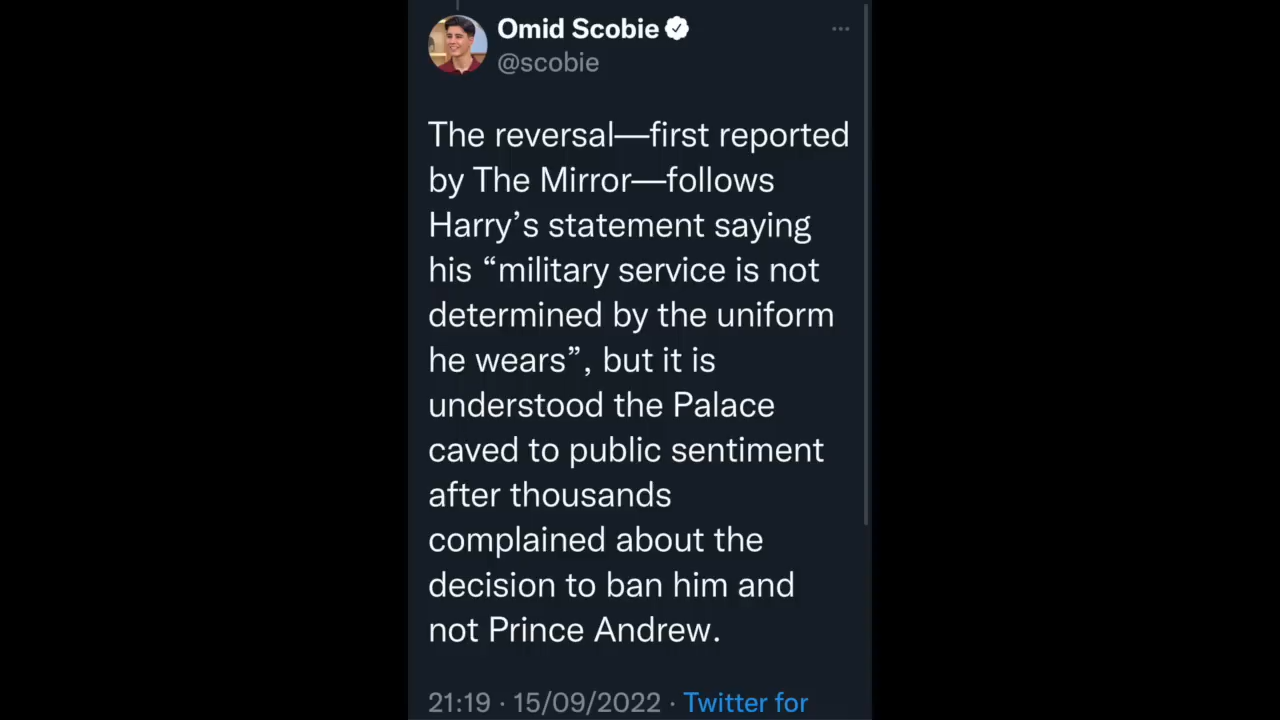 Omid Scobie
@scobie
The reversal—first reported
by The Mirror—follows
Harry’s statement saying
his “military service is not
determined by the uniform
he wears”, but it is
understood the Palace
caved to public sentiment
after thousands
complained about the
decision to ban him and
not Prince Andrew.
21:19 · 15/09/2022 · Twitter for